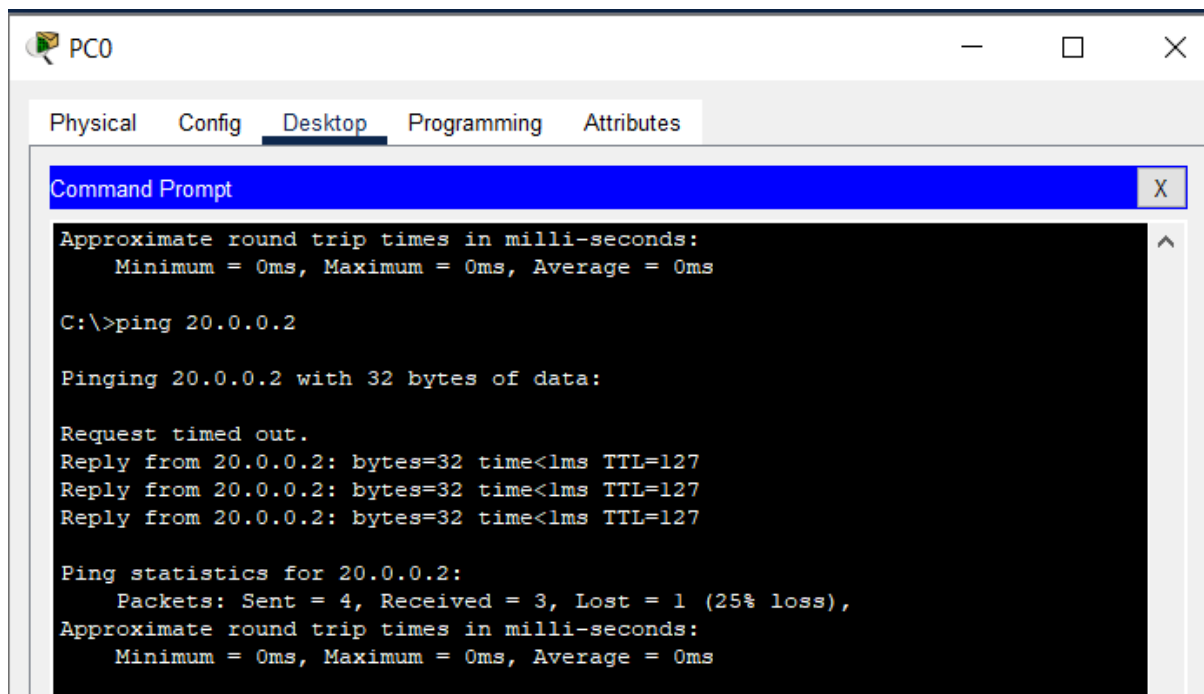 PC0
Physical Config Desktop Programming Attributes
Command Prompt X
Approximate round trip times in milli-seconds:
Minimum = 0ms, Maximum = 0ms, Average = 0ms
C:\>ping 20.0.0.2
Pinging 20.0.0.2 with 32 bytes of data:
Request timed out.
Reply from 20.0.0.2: bytes=32 time<1ms TTL=127
Reply from 20.0.0.2: bytes=32 time<1ms TTL=127
Reply from 20.0.0.2: bytes=32 time<1ms TTL=127
Ping statistics for 20.0.0.2:
Packets: Sent = 4, Received = 3, Lost = 1 (25% loss),
Approximate round trip times in milli-seconds:
Minimum = 0ms, Maximum = 0ms, Average = 0ms